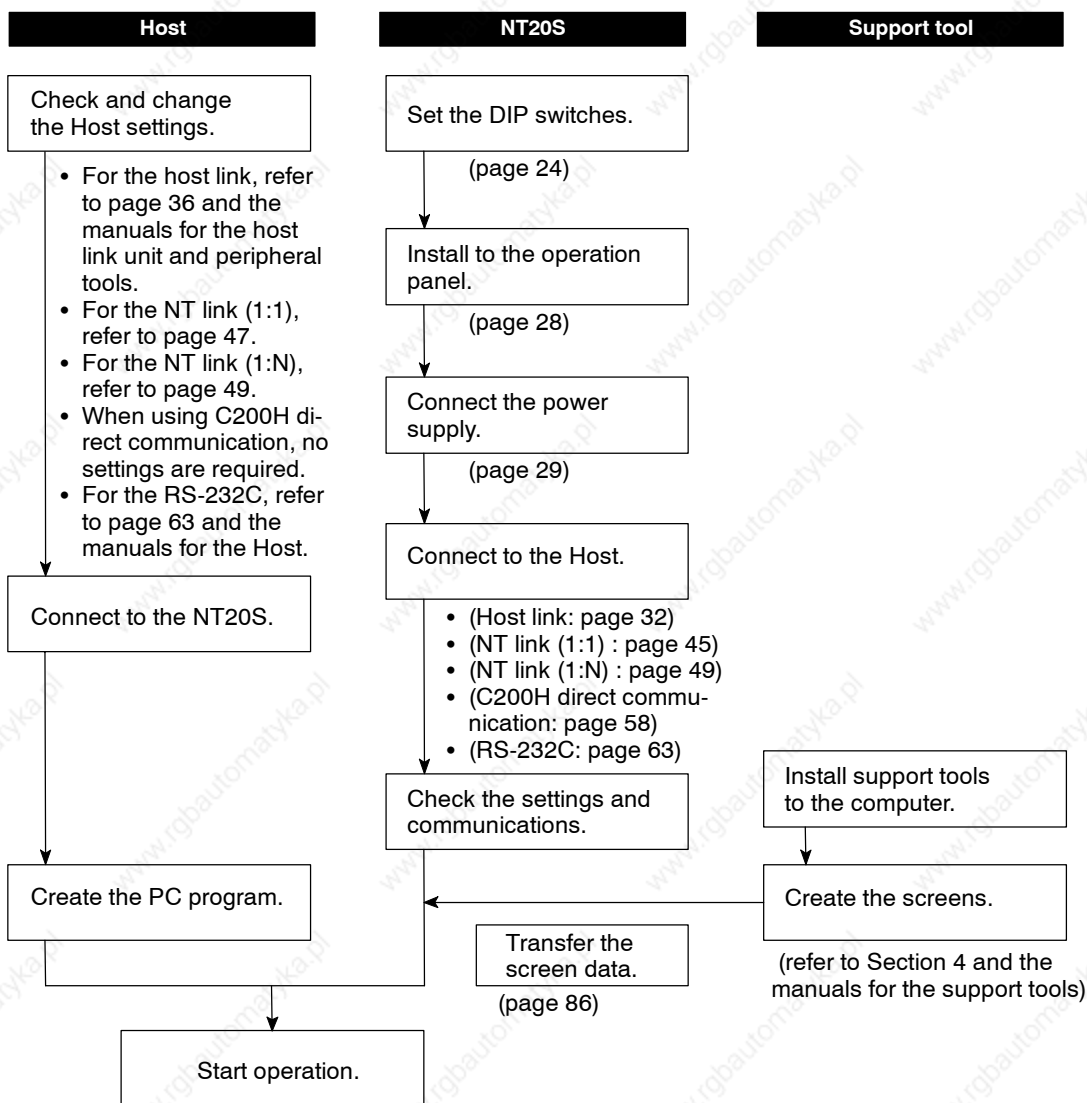 Host
NT20S
Support tool
Check and change
the Host settings.
• For the host link, refer
to page 36 and the
manuals for the host
link unit and peripheral
tools.
• For the NT link (1:1),
refer to page 47.
• For the NT link (1:N),
refer to page 49.
• When using C200H di-
rect communication, no
settings are required.
• For the RS-232C, refer
to page 63 and the
manuals for the Host.
Connect to the NT20S.
Create the PC program.
Set the DIP switches.
(page 24)
Install to the operation
panel.
(page 28)
Connect the power
supply.
(page 29)
Connect to the Host.
• (Host link: page 32)
• (NT link (1:1) : page 45)
• (NT link (1:N) : page 49)
• (C200H direct commu-
nication: page 58)
• (RS-232C: page 63)
Check the settings and
communications.
Install support tools
to the computer.
Create the screens.
(refer to Section 4 and the
manuals for the support tools)
Transfer the
screen data.
(page 86)
Start operation.
www.rgbautomatyka.pl